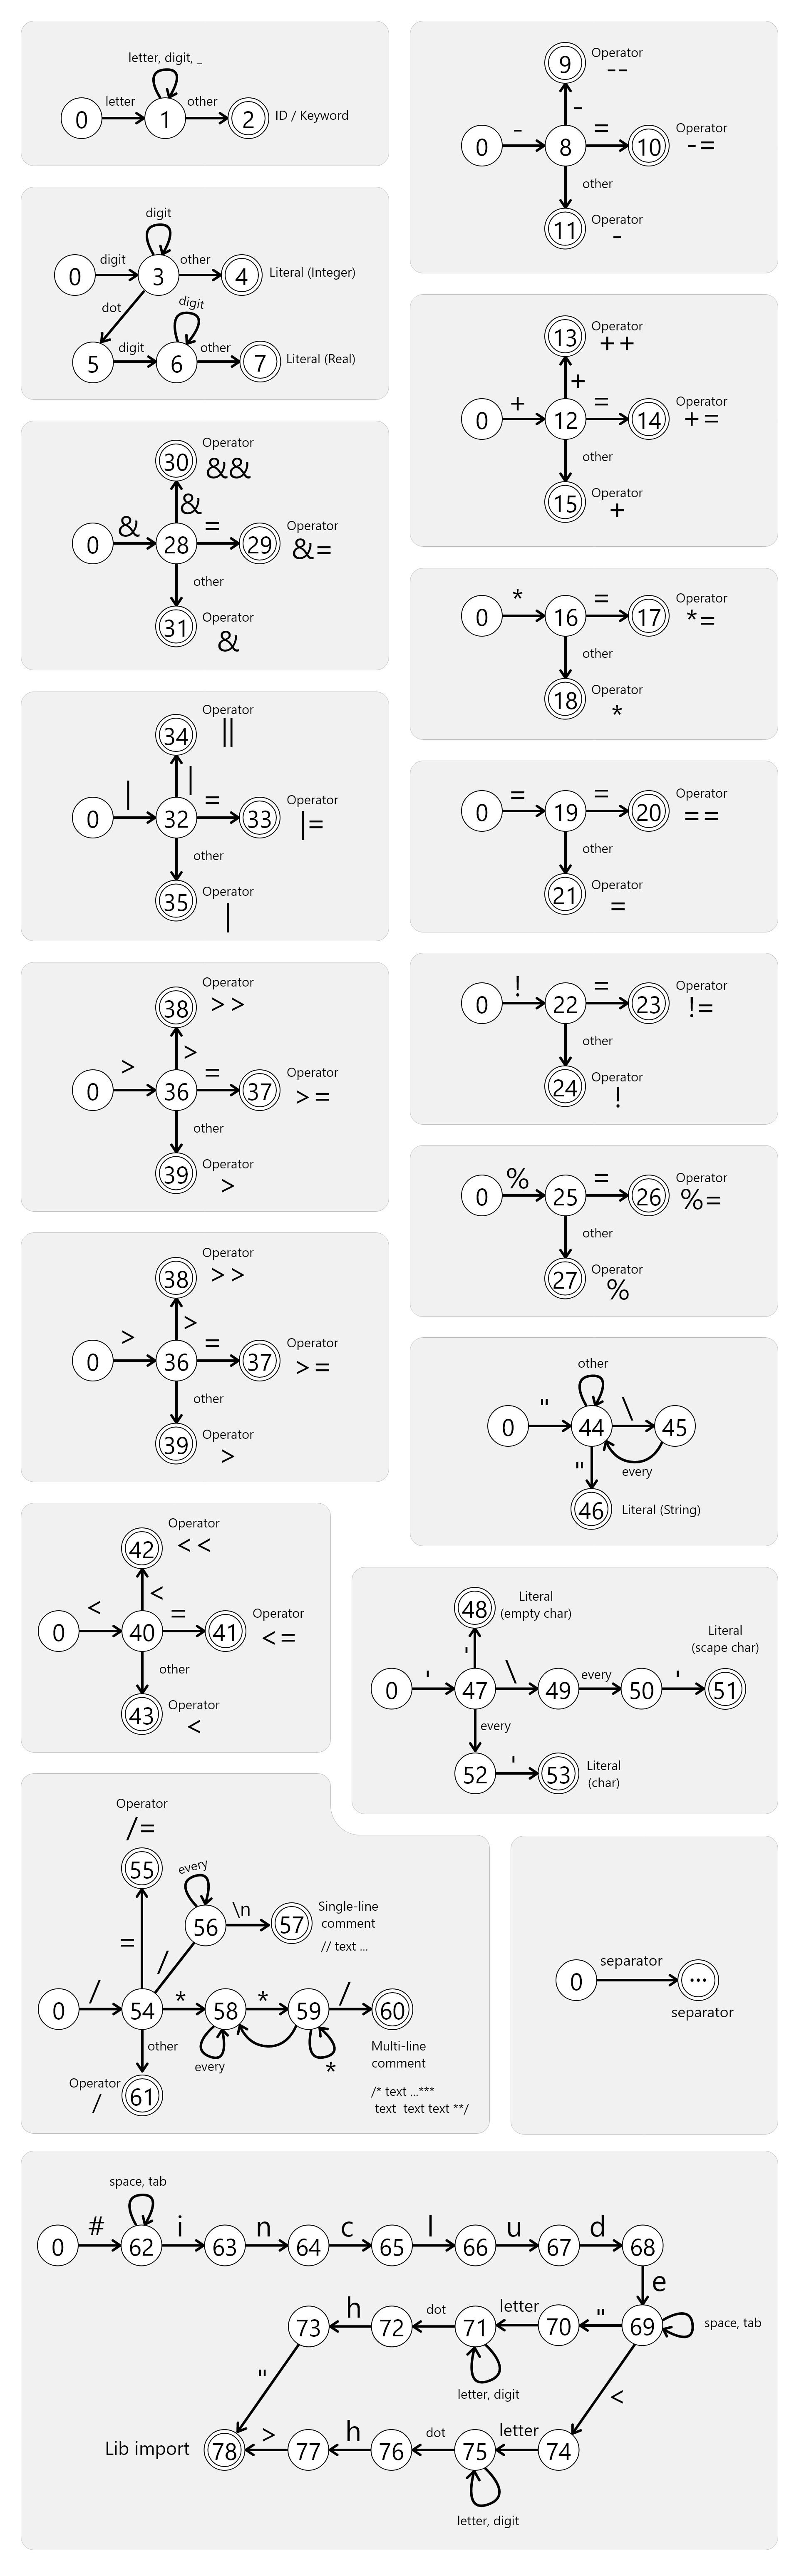 letter, digit, _
0 letter 1 other 2 ID / Keyword
digit
0 digit 3 other 4 Literal (Integer)
dot digit
5 digit 6 other 7 Literal (Real)
30 Operator
&&
&
0 & 28 = 29 Operator
&=
other
31 Operator
&
34 Operator
||
|
0 | 32 = 33 Operator
|=
other
35 Operator
|
38 Operator
>>
>
0 > 36 = 37 Operator
>=
other
39 Operator
>
38 Operator
>>
>
0 > 36 = 37 Operator
>=
other
39 Operator
>
Operator
42 <<
<
0 < 40 = 41 Operator
<=
other
43 Operator
<
9 Operator
--
-
0 - 8 = 10 Operator
-=
other
11 Operator
-
13 Operator
++
+
0 + 12 = 14 Operator
+=
other
15 Operator
+
0 * 16 = 17 Operator
*=
other
18 Operator
*
0 = 19 = 20 Operator
==
other
21 Operator
=
0 ! 22 = 23 Operator
!=
other
24 Operator
!
0 % 25 = 26 Operator
%=
other
27 Operator
%
other
0 " 44 \ 45
" every
46 Literal (String)
48 Literal
(empty char)
Literal
(scape char)
'
0 ' 47 \ 49 every 50 ' 51
every
52 ' 53 Literal
(char)
Operator
/=
55
every
56 \n 57 Single-line
comment
// text ...
= /
0 / 54 * 58 * 59 / 60
other every *
Multi-line
comment
Operator
/ 61
/* text ...***
text text text **/
separator
0 ...
separator
space, tab
0 # 62 i 63 n 64 c 65 l 66 u 67 d 68
e
73 h 72 dot 71 letter 70 " 69 space, tab
" letter, digit <
Lib import 78 > 77 h 76 dot 75 letter 74
letter, digit